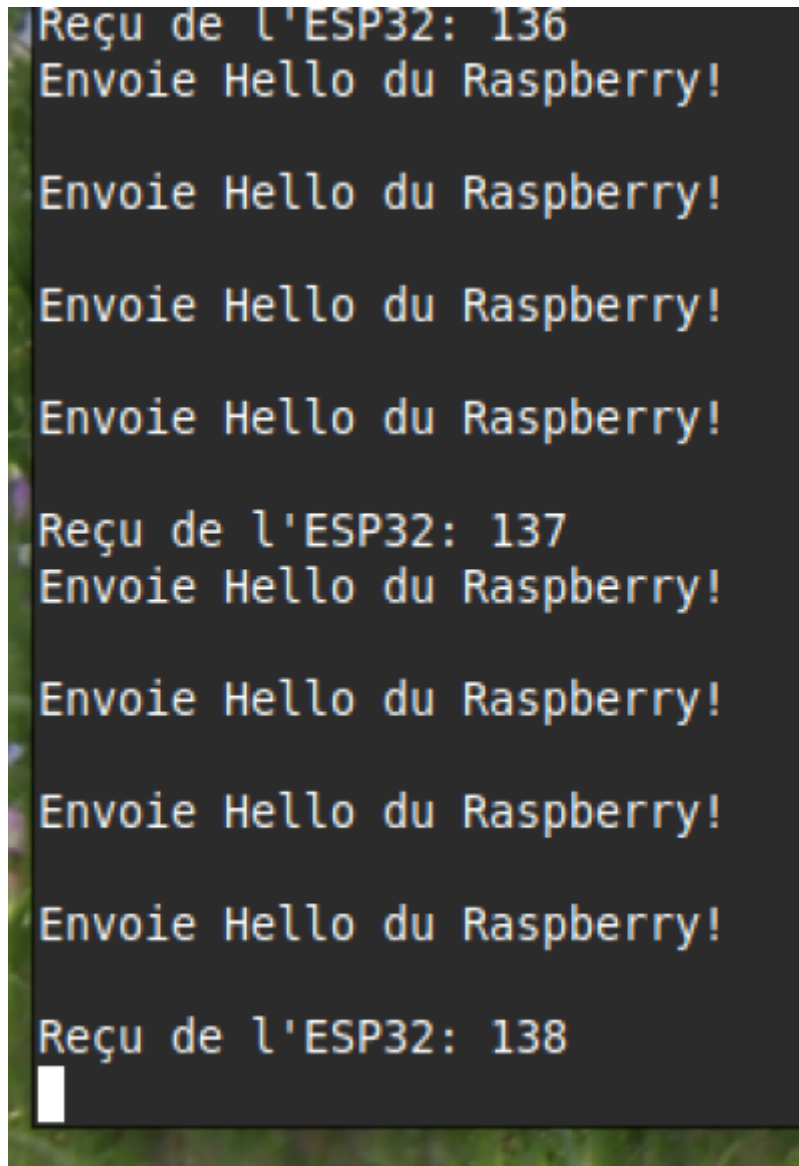 Reçu de l'ESP32: 136
Envoie Hello du Raspberry!
Envoie Hello du Raspberry!
Envoie Hello du Raspberry!
Envoie Hello du Raspberry!
Reçu de l'ESP32: 137
Envoie Hello du Raspberry!
Envoie Hello du Raspberry!
Envoie Hello du Raspberry!
Envoie Hello du Raspberry!
Reçu de l'ESP32: 138